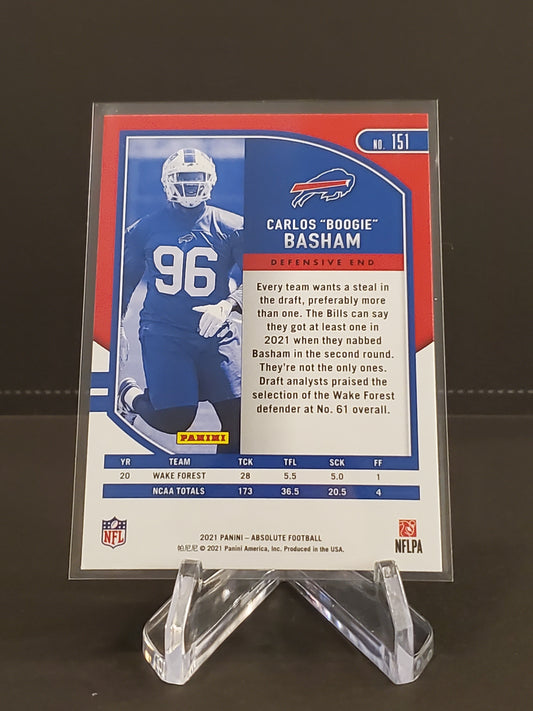 NO. 151
CARLOS "BOOGIE"
BASHAM
DEFENSIVE END
96
Every team wants a steal in
the draft, preferably more
than one. The Bills can say
they got at least one in
2021 when they nabbed
Basham in the second round.
They're not the only ones.
Draft analysts praised the
selection of the Wake Forest
defender at No. 61 overall.
PANINI
YR TEAM TCK TFL SCK FF
20 WAKE FOREST 28 5.5 5.0 1
NCAA TOTALS 173 36.5 20.5 4
NFL
2021 PANINI – ABSOLUTE FOOTBALL
帕尼尼 © 2021 Panini America, Inc. Produced in the USA.
NFLPA